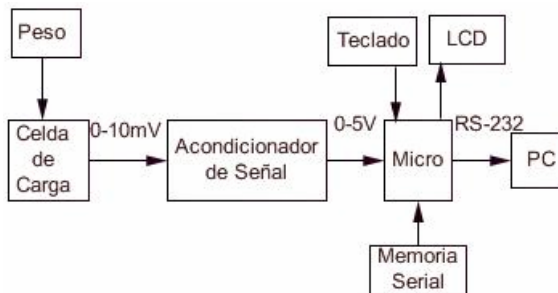 Peso
Teclado
LCD
Celda
de
Carga
0-10mV
Acondicionador
de Señal
0-5V
Micro
RS-232
PC
Memoria
Serial